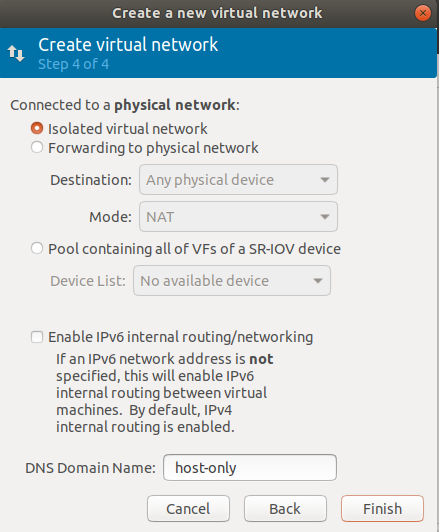 Create a new virtual network
Create virtual network
Step 4 of 4
Connected to a physical network:
Isolated virtual network
Forwarding to physical network
Destination: Any physical device
Mode: NAT
Pool containing all of VFs of a SR-IOV device
Device List: No available device
Enable IPv6 internal routing/networking
If an IPv6 network address is not
specified, this will enable IPv6
internal routing between virtual
machines. By default, IPv4
internal routing is enabled.
DNS Domain Name: host-only
Cancel Back Finish